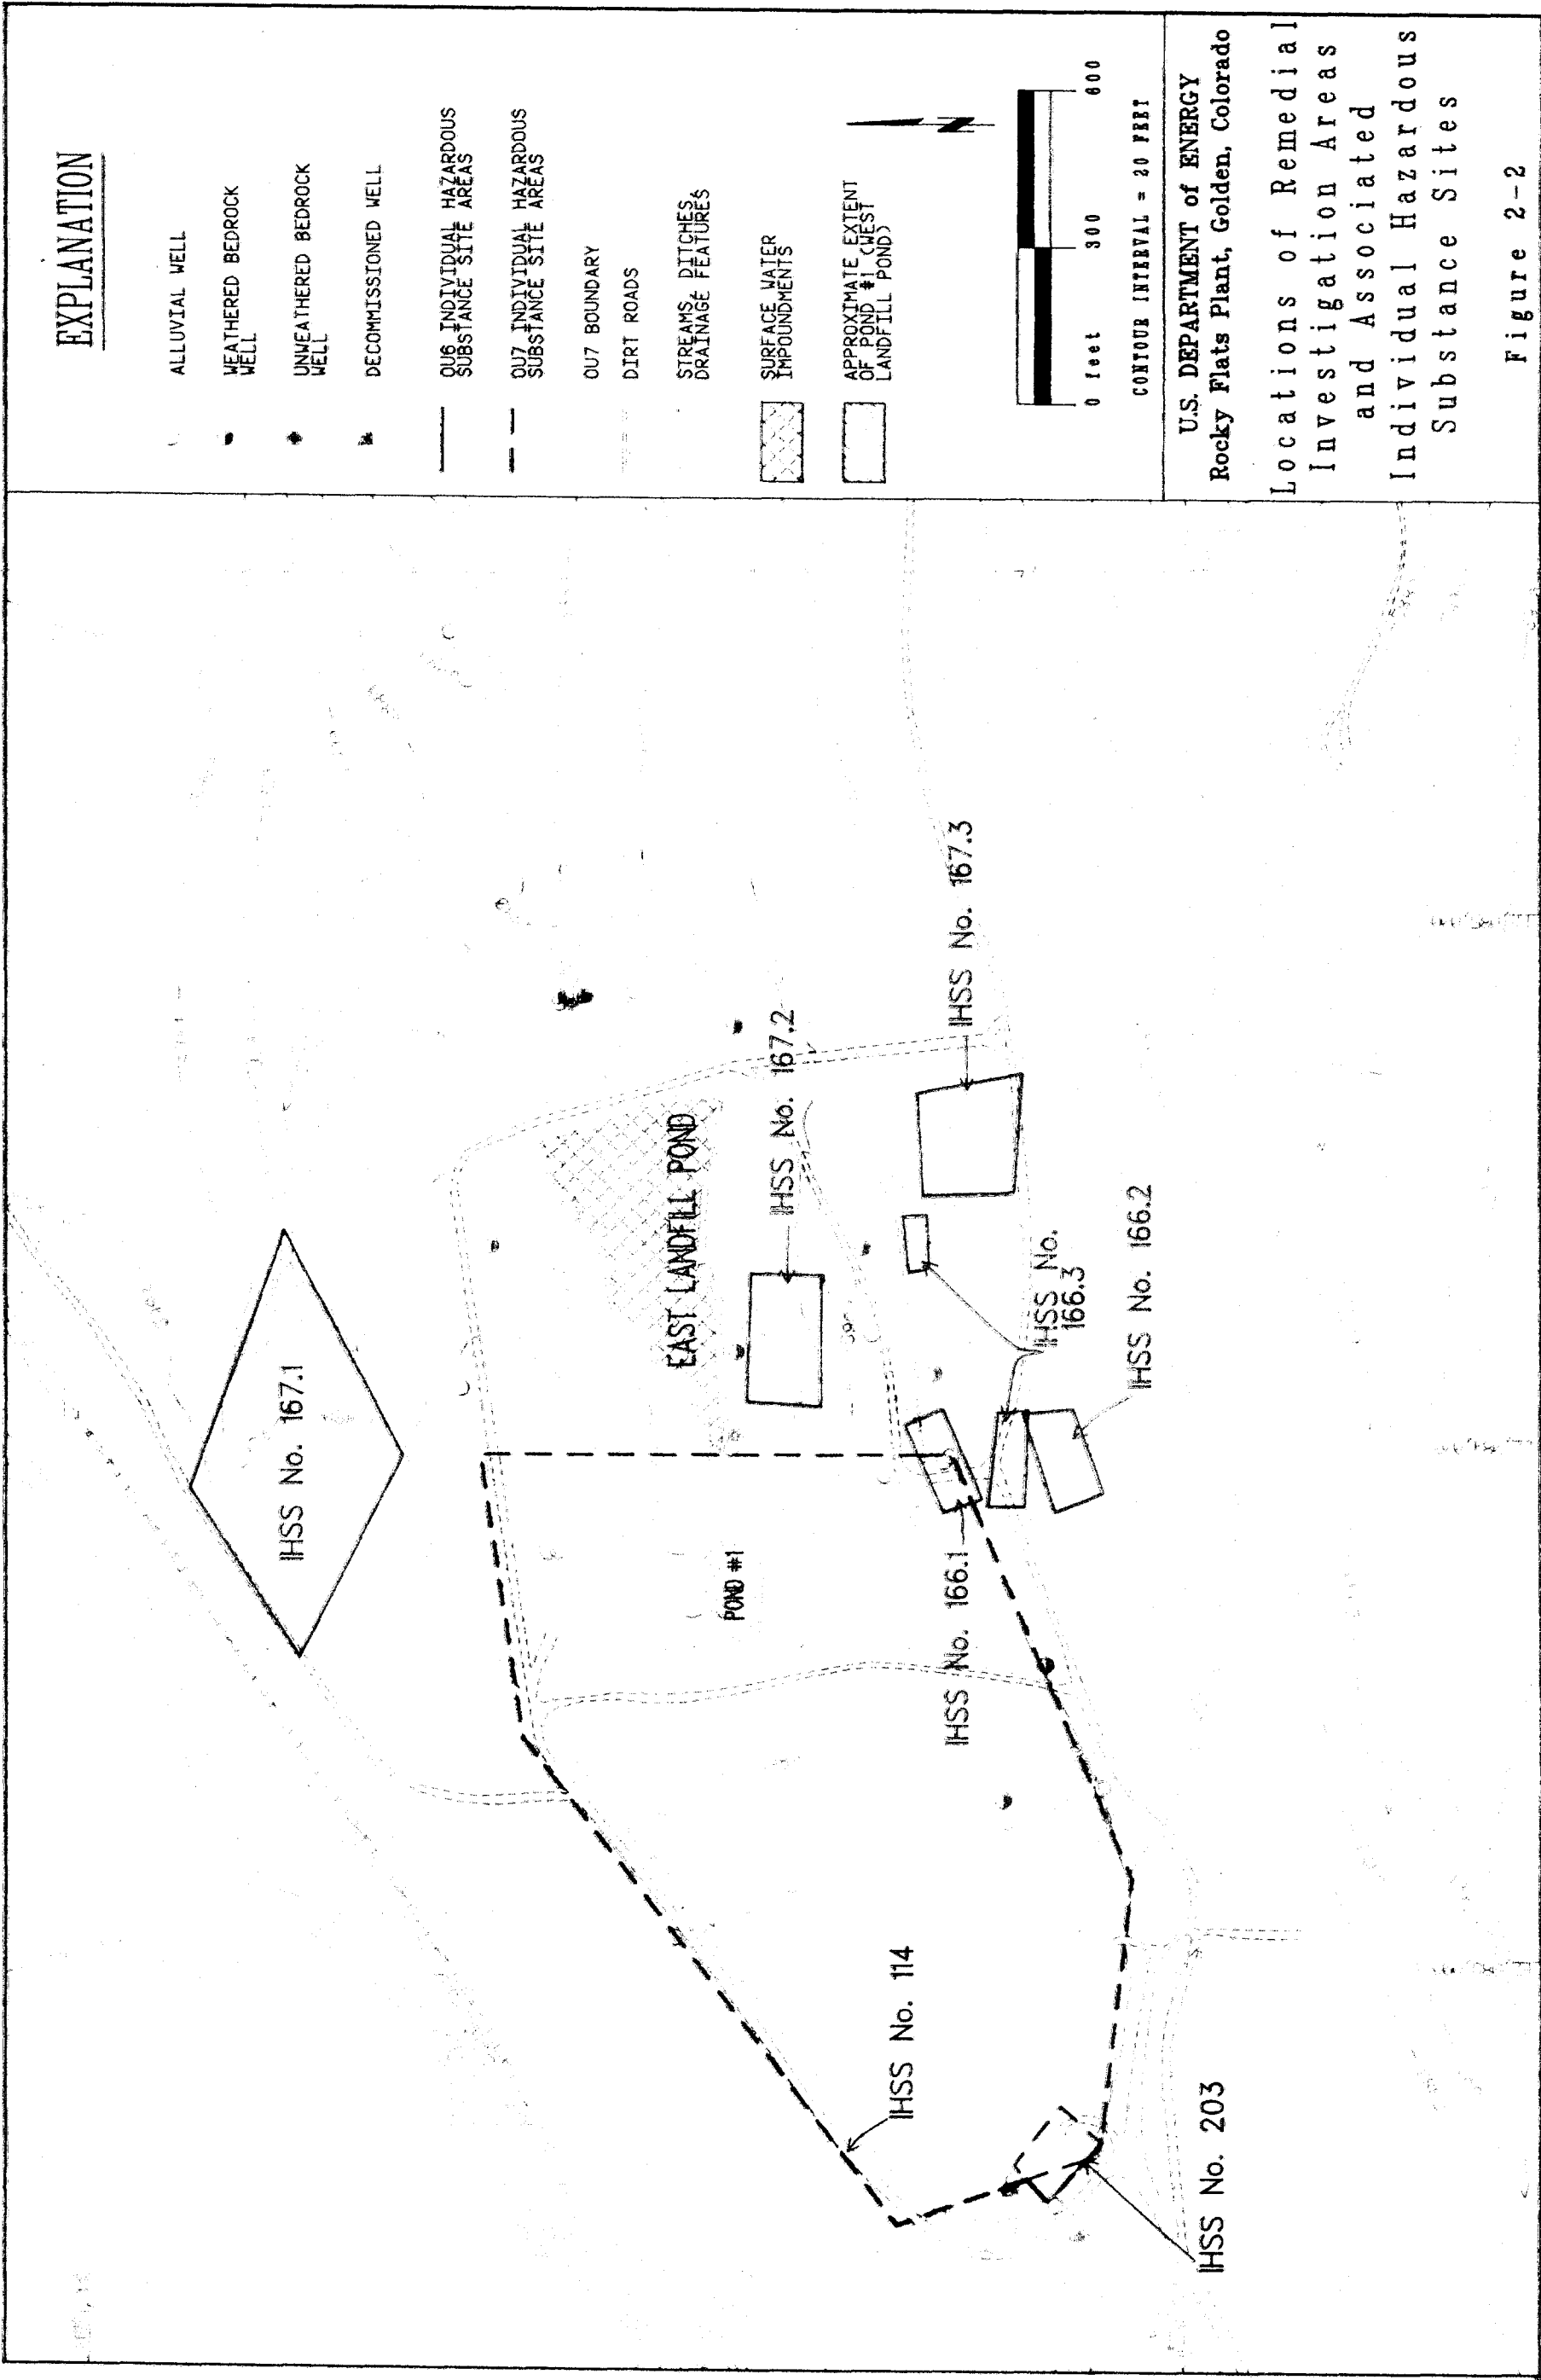 EXPLANATION
ALLUVIAL WELL
WEATHERED BEDROCK
WELL
UNWEATHERED BEDROCK
WELL
DECOMMISSIONED WELL
OU6 INDIVIDUAL HAZARDOUS
SUBSTANCE SITE AREAS
OU7 INDIVIDUAL HAZARDOUS
SUBSTANCE SITE AREAS
OU7 BOUNDARY
DIRT ROADS
STREAMS, DITCHES,
DRAINAGE FEATURES
SURFACE WATER
IMPOUNDMENTS
APPROXIMATE EXTENT
OF POND #1 (WEST
LANDFILL POND)
N
0 feet 300 600
CONTOUR INTERVAL = 20 FEET
U.S. DEPARTMENT of ENERGY
Rocky Flats Plant, Golden, Colorado
Locations of Remedial
Investigation Areas
and Associated
Individual Hazardous
Substance Sites
Figure 2-2
IHSS No. 167.1
EAST LANDFILL POND
IHSS No. 167.2
IHSS No. 167.3
POND #1
IHSS No. 166.1
IHSS No.
166.3
IHSS No. 166.2
IHSS No. 114
IHSS No. 203